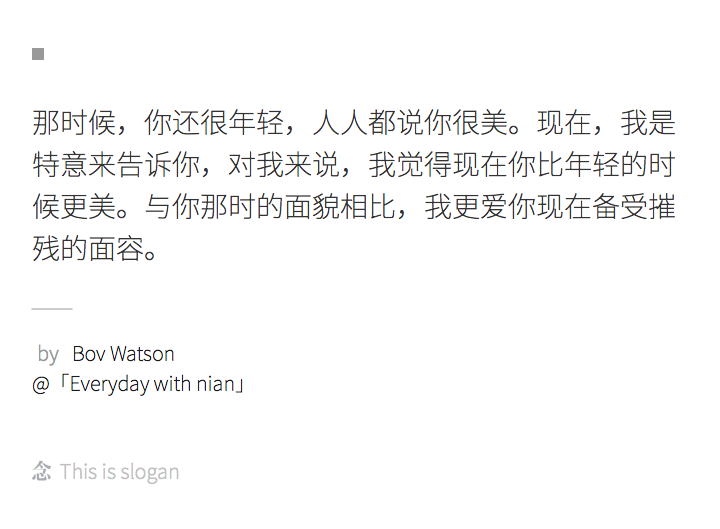 那时候，你还很年轻，人人都说你很美。现在，我是
特意来告诉你，对我来说，我觉得现在你比年轻的时
候更美。与你那时的面貌相比，我更爱你现在备受摧
残的面容。
by Bov Watson
@「Everyday with nian」
念 This is slogan